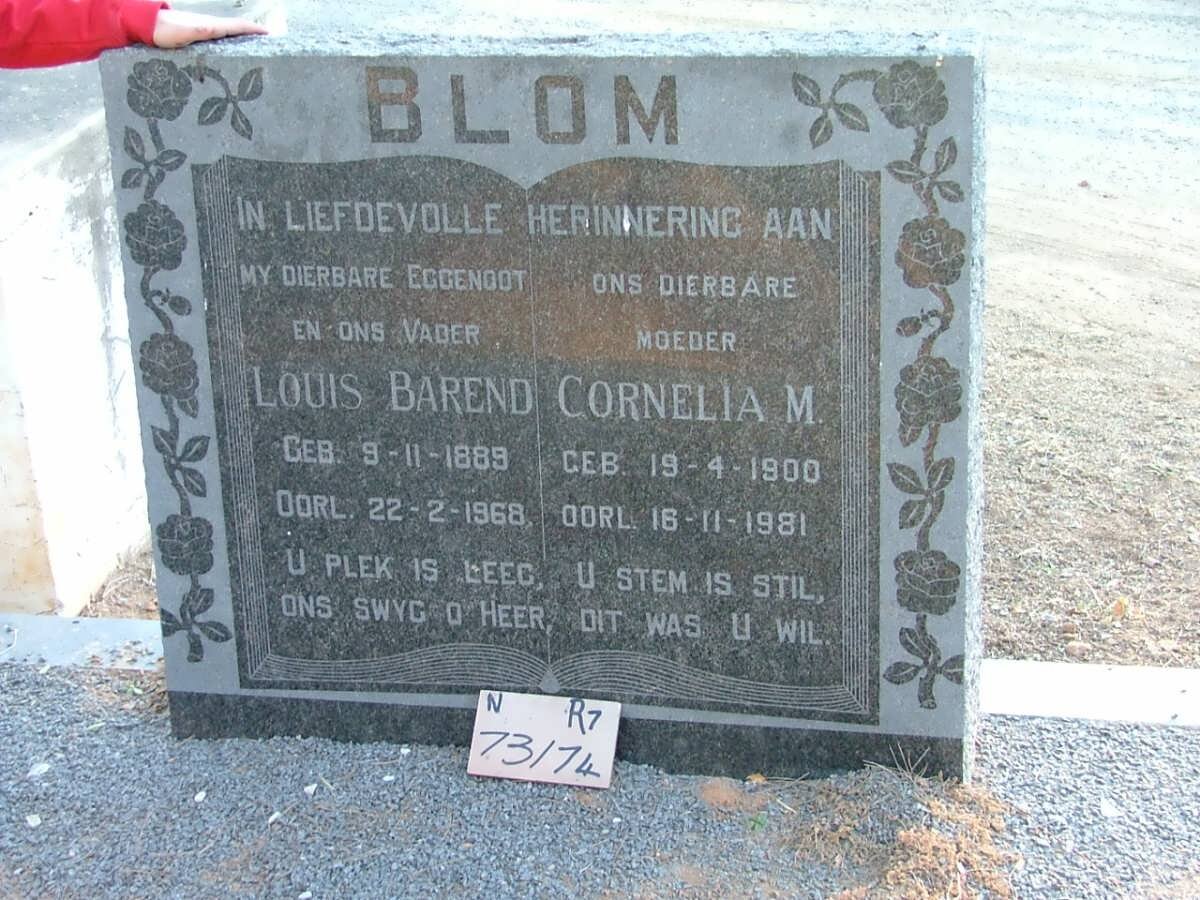 BLOM
IN LIEFDEVOLLE HERINNERING AAN
MY DIERBARE EGGENOOT
EN ONS VADER
LOUIS BAREND
GEB. 9-11-1889
OORL. 22-2-1968.
ONS DIERBARE
MOEDER
CORNELIA M.
GEB. 19-4-1900
OORL. 16-11-1981
U PLEK IS LEEG, U STEM IS STIL,
ONS SWYG O HEER, DIT WAS U WIL.
N R7
73/74